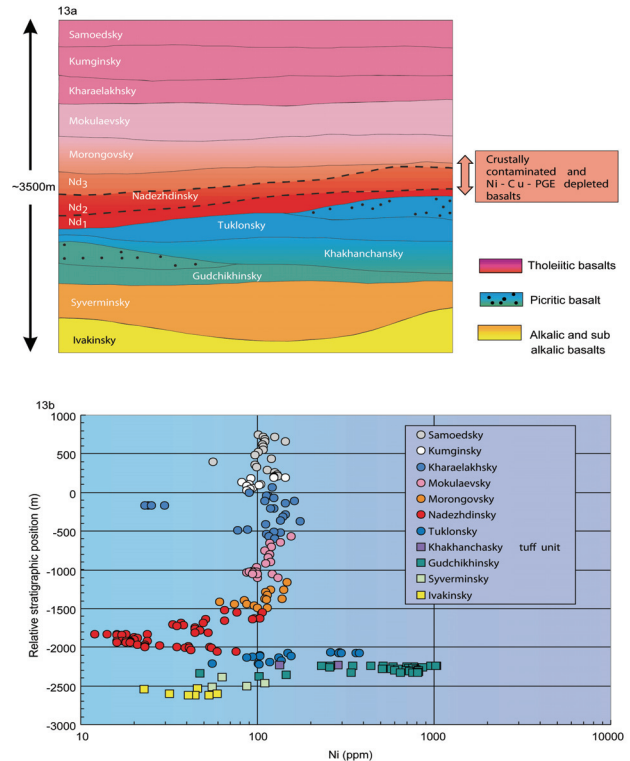 13a
Samoedsky
Kumginsky
Kharaelakhsky
Mokulaevsky
Morongovsky
Nd3
Nadezhdinsky
Nd2
Nd1
Tuklonsky
Khakhanchansky
Gudchikhinsky
Syverminsky
Ivakinsky
~3500m
Crustally
contaminated and
Ni - Cu - PGE depleted
basalts
Tholeiitic basalts
Picritic basalt
Alkalic and sub
alkalic basalts
13b
1000
500
0
-500
-1000
-1500
-2000
-2500
-3000
Relative stratigraphic position (m)
Samoedsky
Kumginsky
Kharaelakhsky
Mokulaevsky
Morongovsky
Nadezhdinsky
Tuklonsky
Khakhanchasky tuff unit
Gudchikhinsky
Syverminsky
Ivakinsky
10 100 1000 10000
Ni (ppm)